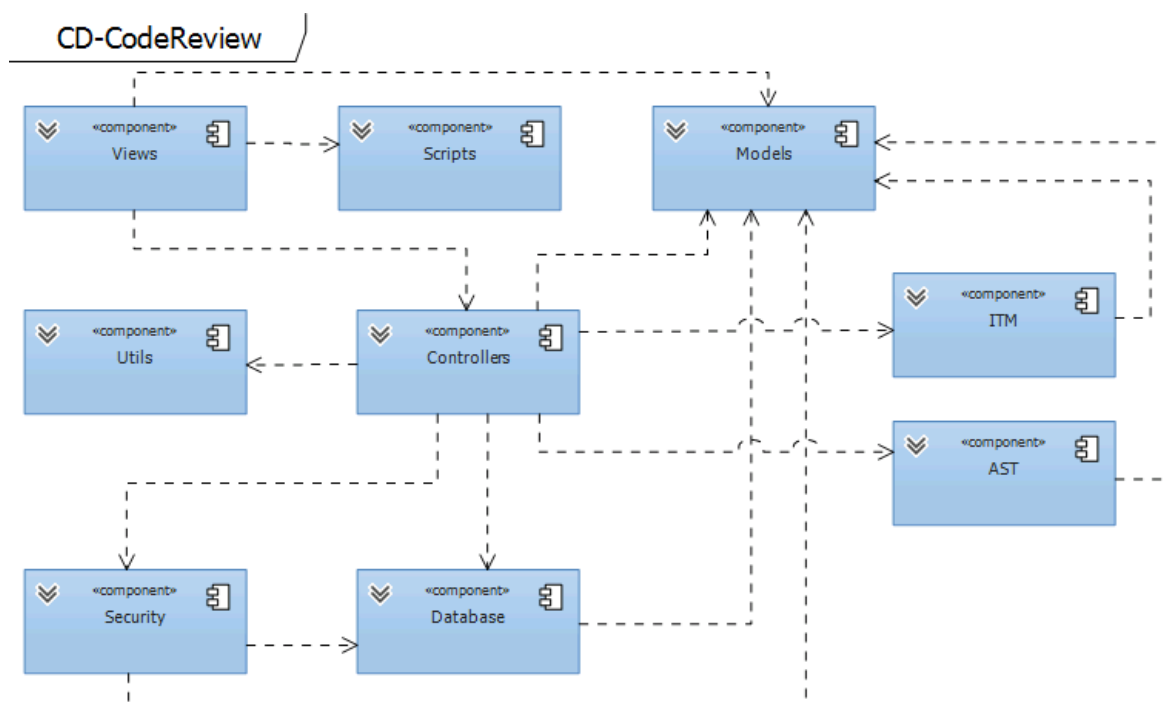 CD-CodeReview
«component»
Views
«component»
Scripts
«component»
Models
«component»
ITM
«component»
Utils
«component»
Controllers
«component»
AST
«component»
Security
«component»
Database